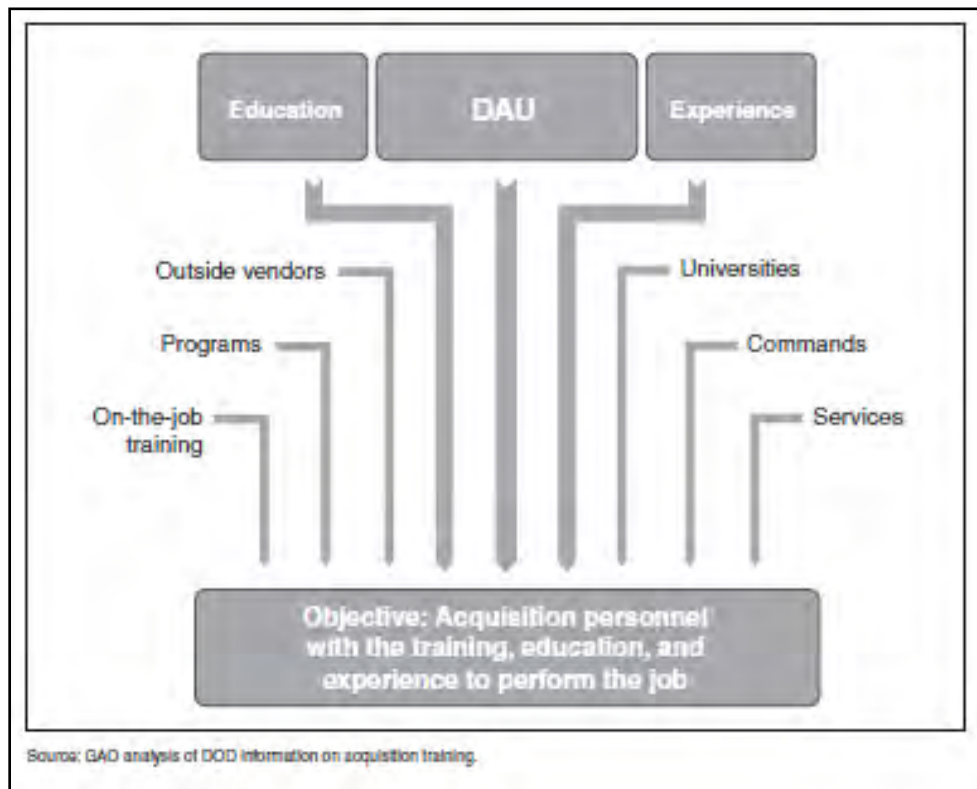 Education
DAU
Experience
Outside vendors
Universities
Programs
Commands
On-the-job
training
Services
Objective: Acquisition personnel
with the training, education, and
experience to perform the job
Source: GAO analysis of DOD information on acquisition training.